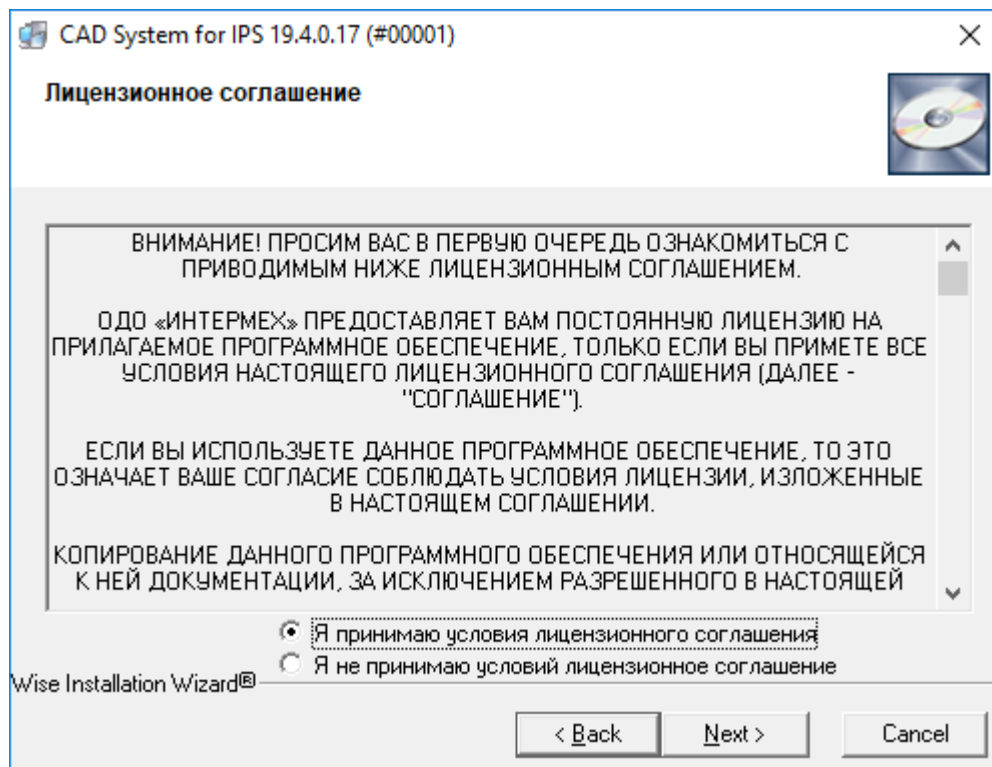 CAD System for IPS 19.4.0.17 (#00001)
Лицензионное соглашение
ВНИМАНИЕ! ПРОСИМ ВАС В ПЕРВУЮ ОЧЕРЕДЬ ОЗНАКОМИТЬСЯ С
ПРИВОДИМЫМ НИЖЕ ЛИЦЕНЗИОННЫМ СОГЛАШЕНИЕМ.
ОДО «ИНТЕРМЕХ» ПРЕДОСТАВЛЯЕТ ВАМ ПОСТОЯННУЮ ЛИЦЕНЗИЮ НА
ПРИЛАГАЕМОЕ ПРОГРАММНОЕ ОБЕСПЕЧЕНИЕ, ТОЛЬКО ЕСЛИ ВЫ ПРИМЕТЕ ВСЕ
УСЛОВИЯ НАСТОЯЩЕГО ЛИЦЕНЗИОННОГО СОГЛАШЕНИЯ (ДАЛЕЕ -
"СОГЛАШЕНИЕ").
ЕСЛИ ВЫ ИСПОЛЬЗУЕТЕ ДАННОЕ ПРОГРАММНОЕ ОБЕСПЕЧЕНИЕ, ТО ЭТО
ОЗНАЧАЕТ ВАШЕ СОГЛАСИЕ СОБЛЮДАТЬ УСЛОВИЯ ЛИЦЕНЗИИ, ИЗЛОЖЕННЫЕ
В НАСТОЯЩЕМ СОГЛАШЕНИИ.
КОПИРОВАНИЕ ДАННОГО ПРОГРАММНОГО ОБЕСПЕЧЕНИЯ ИЛИ ОТНОСЯЩЕЙСЯ
К НЕЙ ДОКУМЕНТАЦИИ, ЗА ИСКЛЮЧЕНИЕМ РАЗРЕШЕННОГО В НАСТОЯЩЕЙ
Я принимаю условия лицензионного соглашения
Я не принимаю условий лицензионное соглашение
Wise Installation Wizard®
< Back
Next >
Cancel